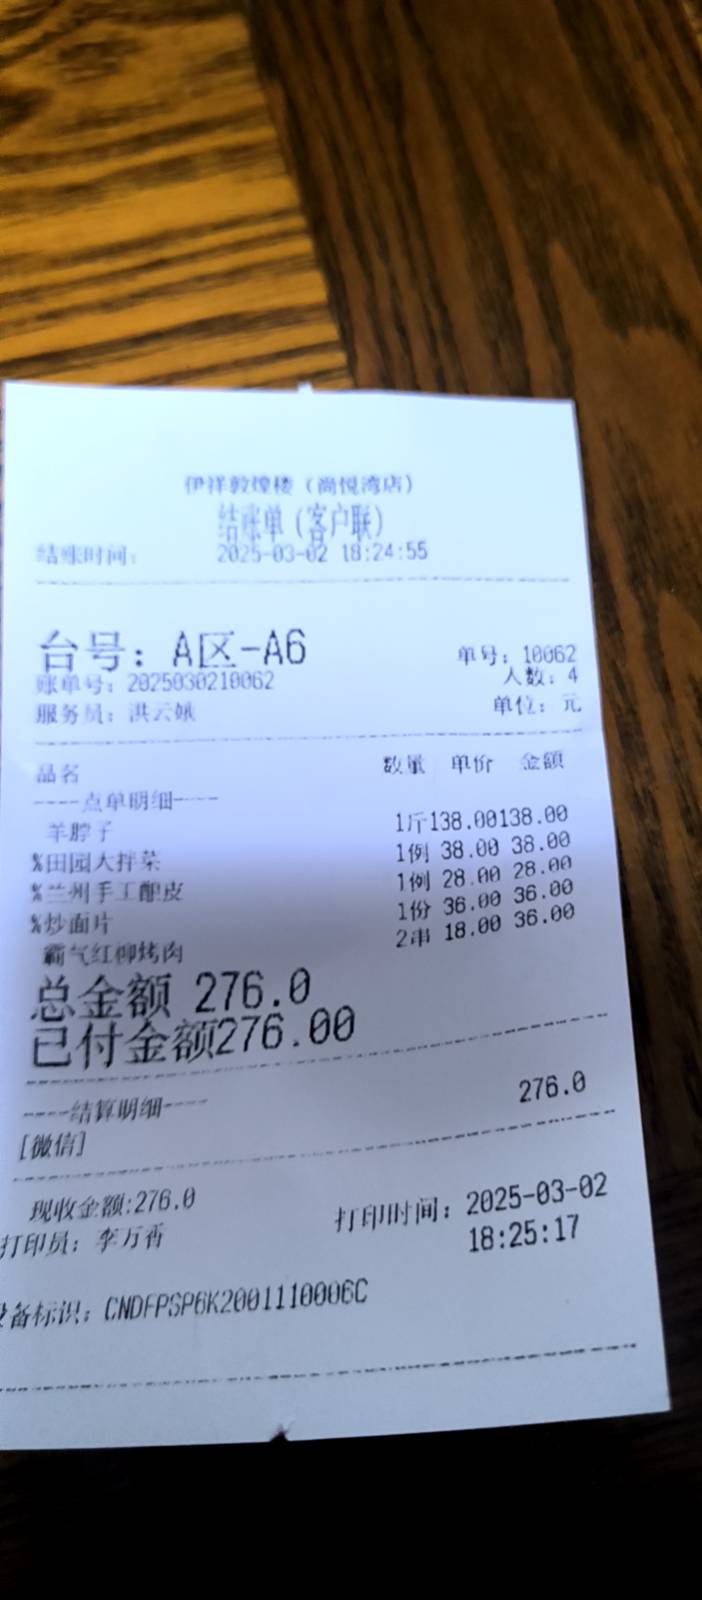 伊祥敦煌楼（尚悦湾店）
结账单（客户联）
结账时间： 2025-03-02 18:24:55
台号：A区-A6 单号：10062
账单号：2025030210062 人数：4
服务员：洪云娥 单位：元
品名 数量 单价 金额
----点单明细----
羊脖子 1斤138.00138.00
%田园大拌菜 1例 38.00 38.00
%兰州手工酿皮 1例 28.00 28.00
%炒面片 1份 36.00 36.00
霸气红柳烤肉 2串 18.00 36.00
总金额 276.0
已付金额276.00
----结算明细----
[微信] 276.0
现收金额:276.0
打印员：李万香 打印时间：2025-03-02
18:25:17
设备标识：CNDFPSP6K2001110006C